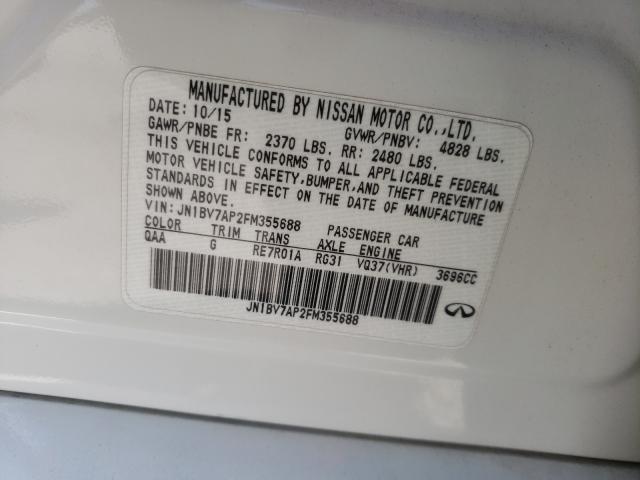 MANUFACTURED BY NISSAN MOTOR CO.,LTD.
DATE: 10/15 GVWR/PNBV: 4828 LBS.
GAWR/PNBE FR: 2370 LBS. RR: 2480 LBS.
THIS VEHICLE CONFORMS TO ALL APPLICABLE FEDERAL
MOTOR VEHICLE SAFETY,BUMPER,AND THEFT PREVENTION
STANDARDS IN EFFECT ON THE DATE OF MANUFACTURE
SHOWN ABOVE.
VIN: JN1BV7AP2FM355688 PASSENGER CAR
COLOR TRIM TRANS AXLE ENGINE
QAA G RE7R01A RG31 VQ37(VHR) 3696CC
JN1BV7AP2FM355688